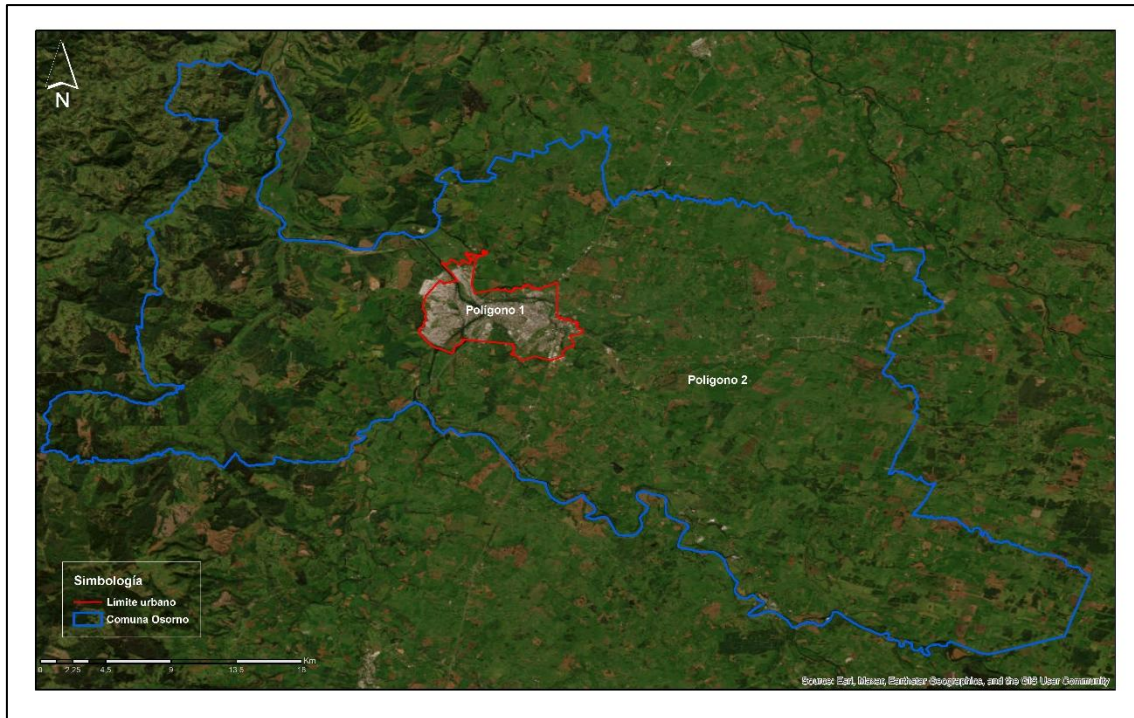 N
Polígono 1
Polígono 2
Simbología
Limite urbano
Comuna Osorno
Km
0 2.25 4.5 9 13.5 18
Source: Esri, Maxar, Earthstar Geographics, and the GIS User Community